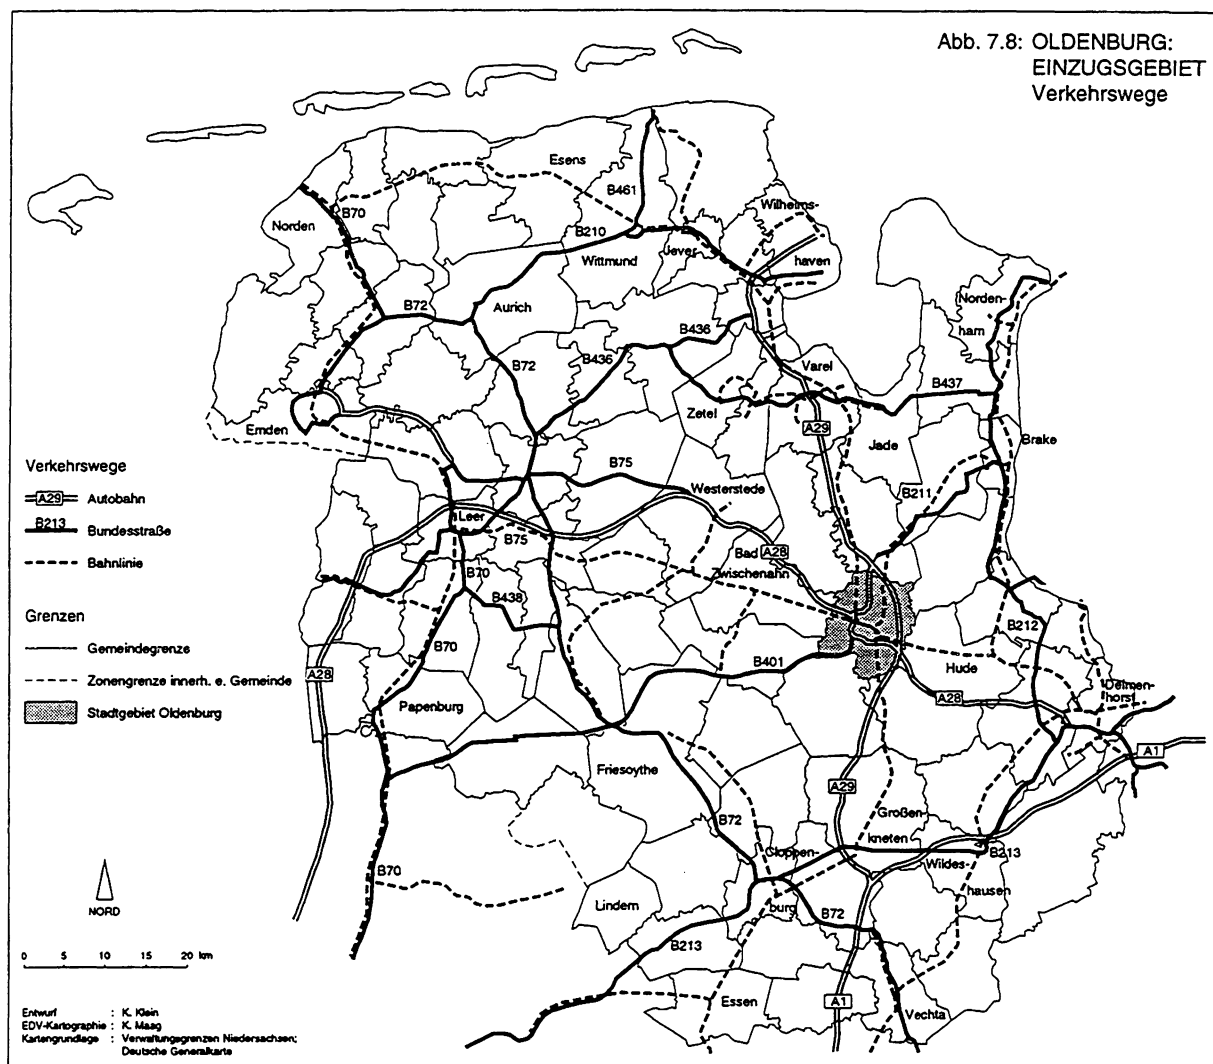 Abb. 7.8: OLDENBURG:
EINZUGSGEBIET
Verkehrswege
Esens
B461
Wilhelms-
B70
Norden
B210
Jever
Wittmund
haven
Norden-
B72
Aurich
ham
B436
B72
B436
Varel
B437
Zetel
Emden
A29
Brake
Jade
Verkehrswege
B75
Westerstede
A29 Autobahn
B211
B213 Bundesstraße
Leer
B75
Bad
A28
Bahnlinie
B70
Zwischenahn
B438
Grenzen
B212
Gemeindegrenze
B70
B401
Hude
A28
Zonengrenze innerh. e. Gemeinde
Delmen-
A28
horst
Stadtgebiet Oldenburg
Papenburg
A1
Friesoythe
A29
Großen-
B72
kneten
Cloppen-
B213
Wildes-
B70
hausen
NORD
Lindern
burg
B72
B213
0 5 10 20 km
Essen
A1
Vechta
Entwurf : K. Klein
EDV-Kartographie : K. Maag
Kartengrundlage : Verwaltungsgrenzen Niedersachsen;
Deutsche Generalkarte